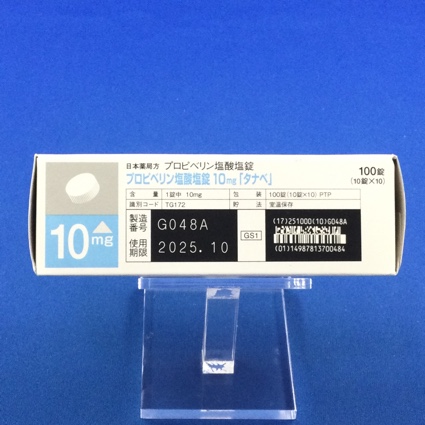 日本薬局方 プロピベリン塩酸塩錠
プロピベリン塩酸塩錠10mg「タナベ」
100錠
(10錠×10)
含量 1錠中 10mg 包装 100錠(10錠×10) PTP
識別コード TG172 貯法 室温保存
10mg
製造番号 G048A
使用期限 2025.10
GS1
(17)251000(10)G048A
(01)14987813700484